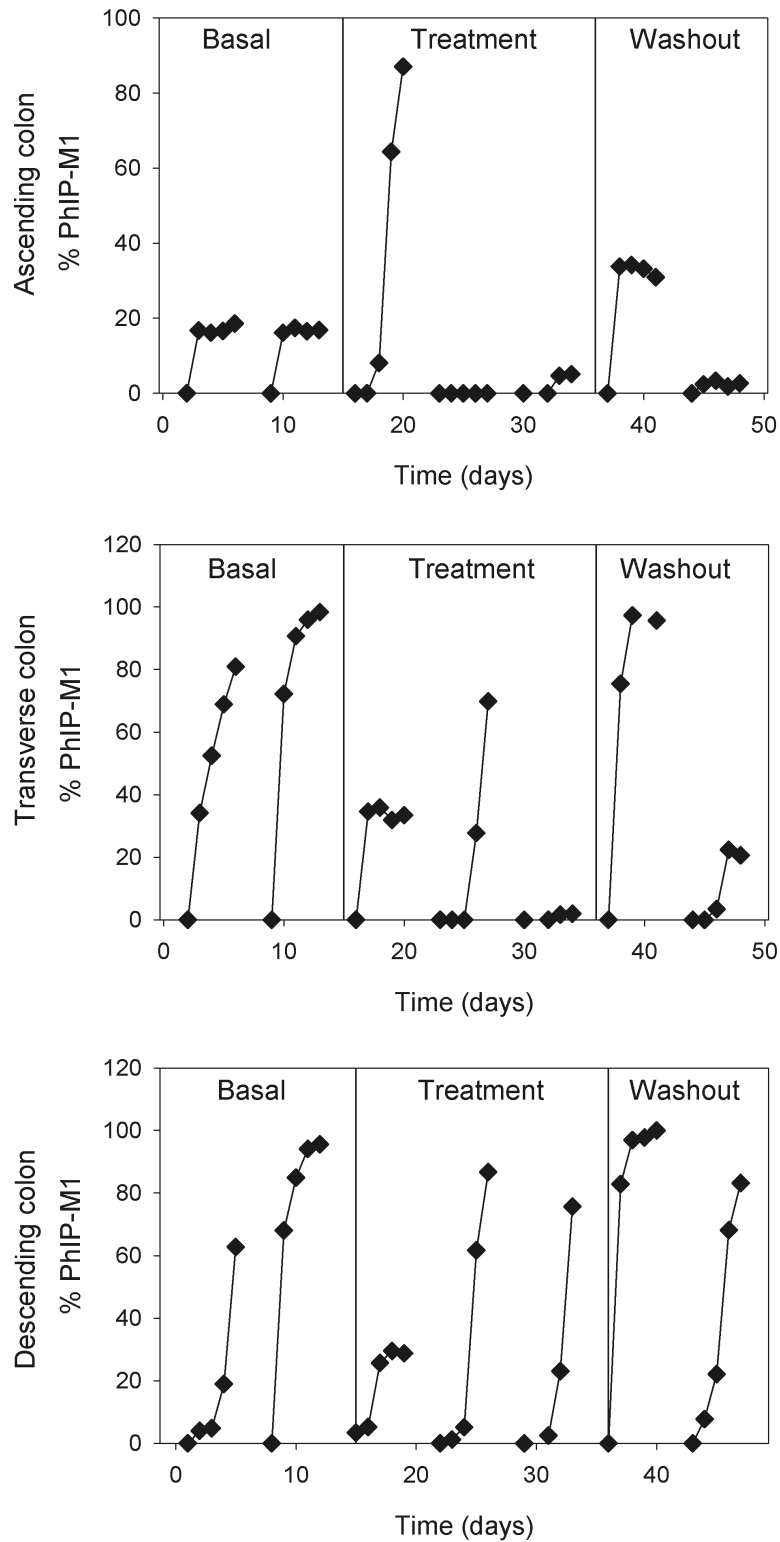 Ascending colon
% PhIP-M1
100
80
60
40
20
0
Basal
Treatment
Washout
0
10
20
30
40
50
Time (days)
Transverse colon
% PhIP-M1
120
100
80
60
40
20
0
Basal
Treatment
Washout
0
10
20
30
40
50
Time (days)
Descending colon
% PhIP-M1
120
100
80
60
40
20
0
Basal
Treatment
Washout
0
10
20
30
40
Time (days)